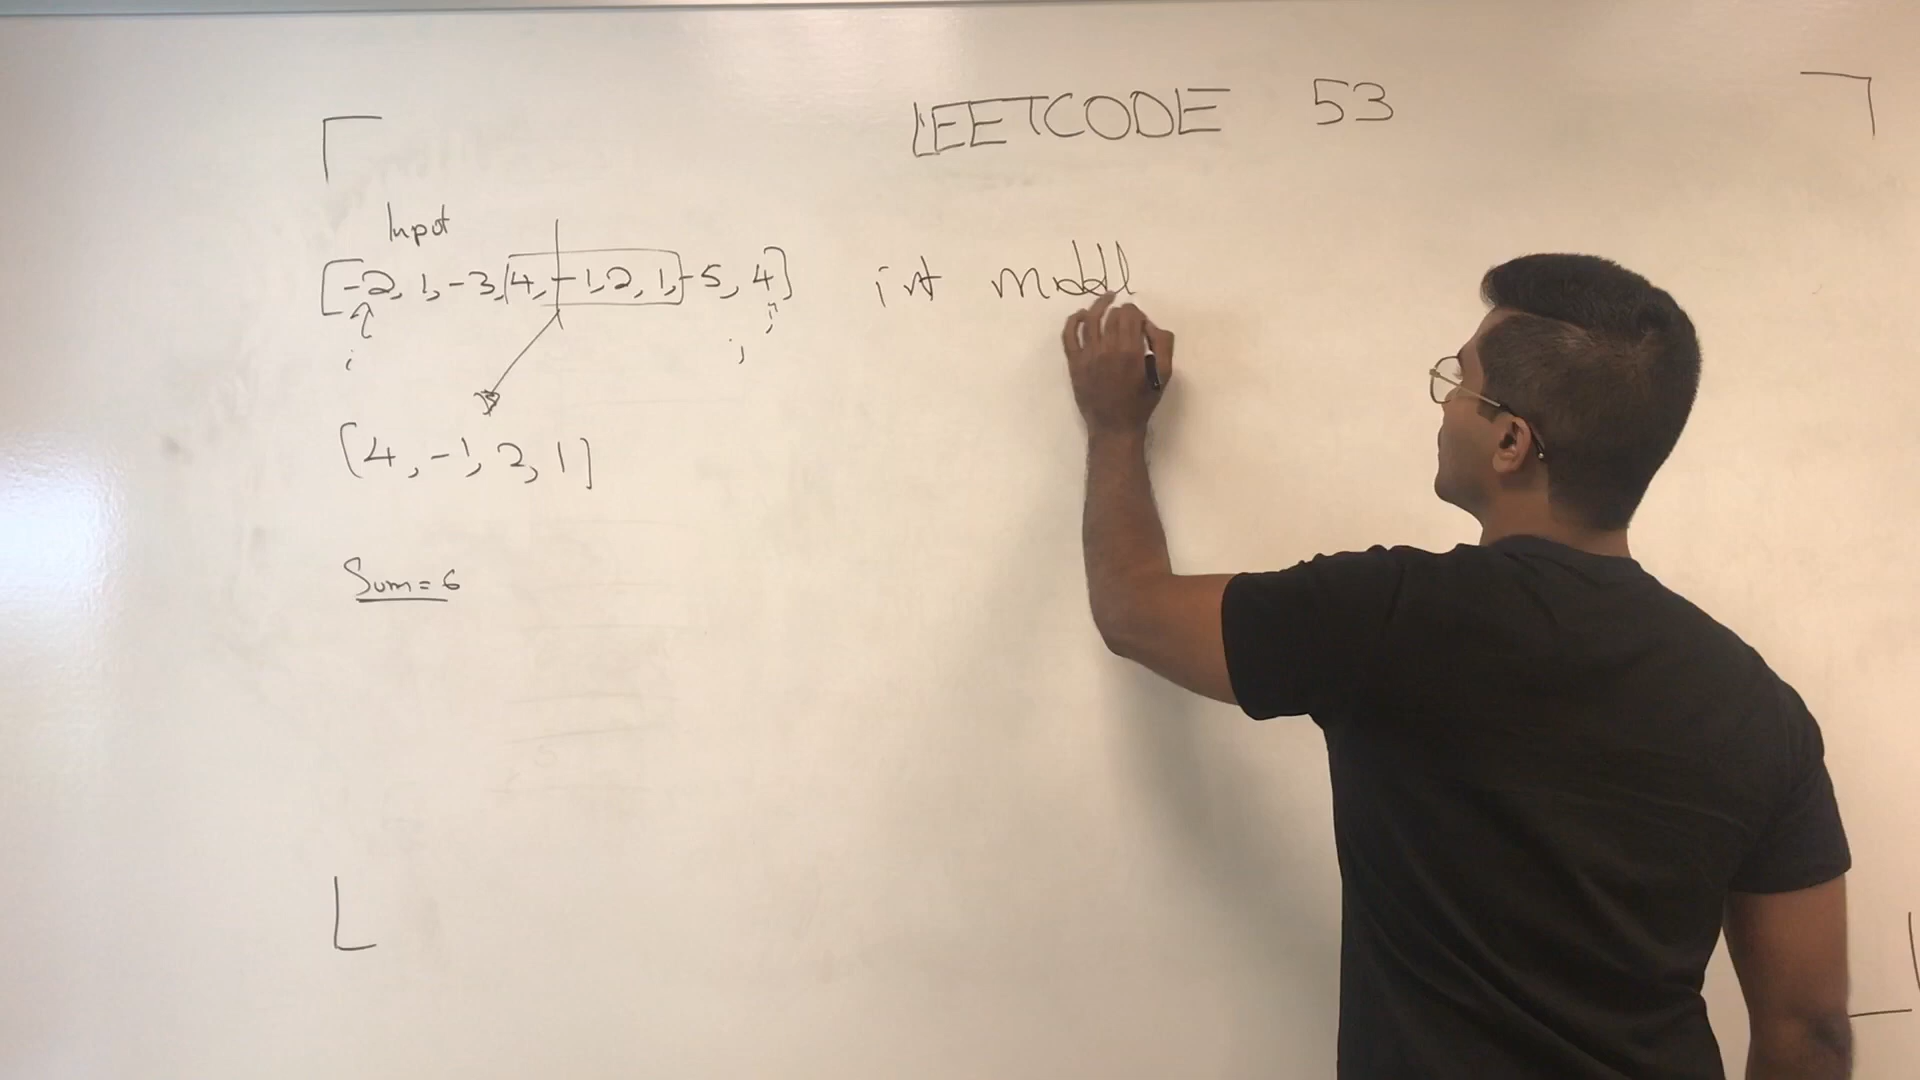 LEETCODE 53
Input
[-2, 1, -3, 4, -1, 2, 1, -5, 4]
int middl
i
j
j
[4, -1, 2, 1]
Sum = 6